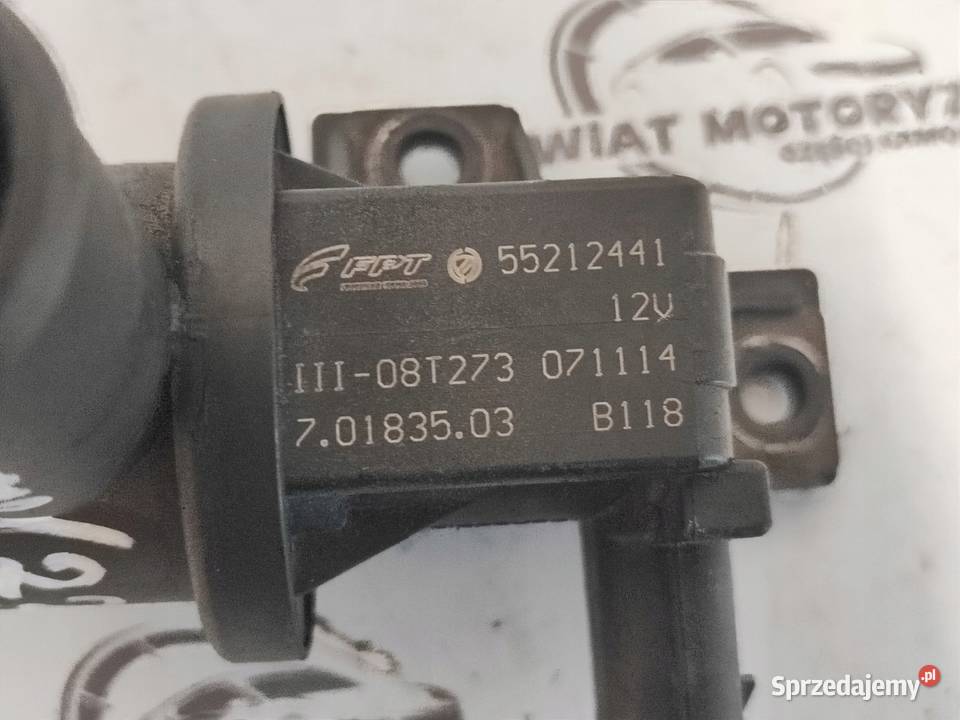 WIAT MOTORYZ
FPT 55212441
12V
III-08T273 071114
7.01835.03 B118
Sprzedajemy.pl